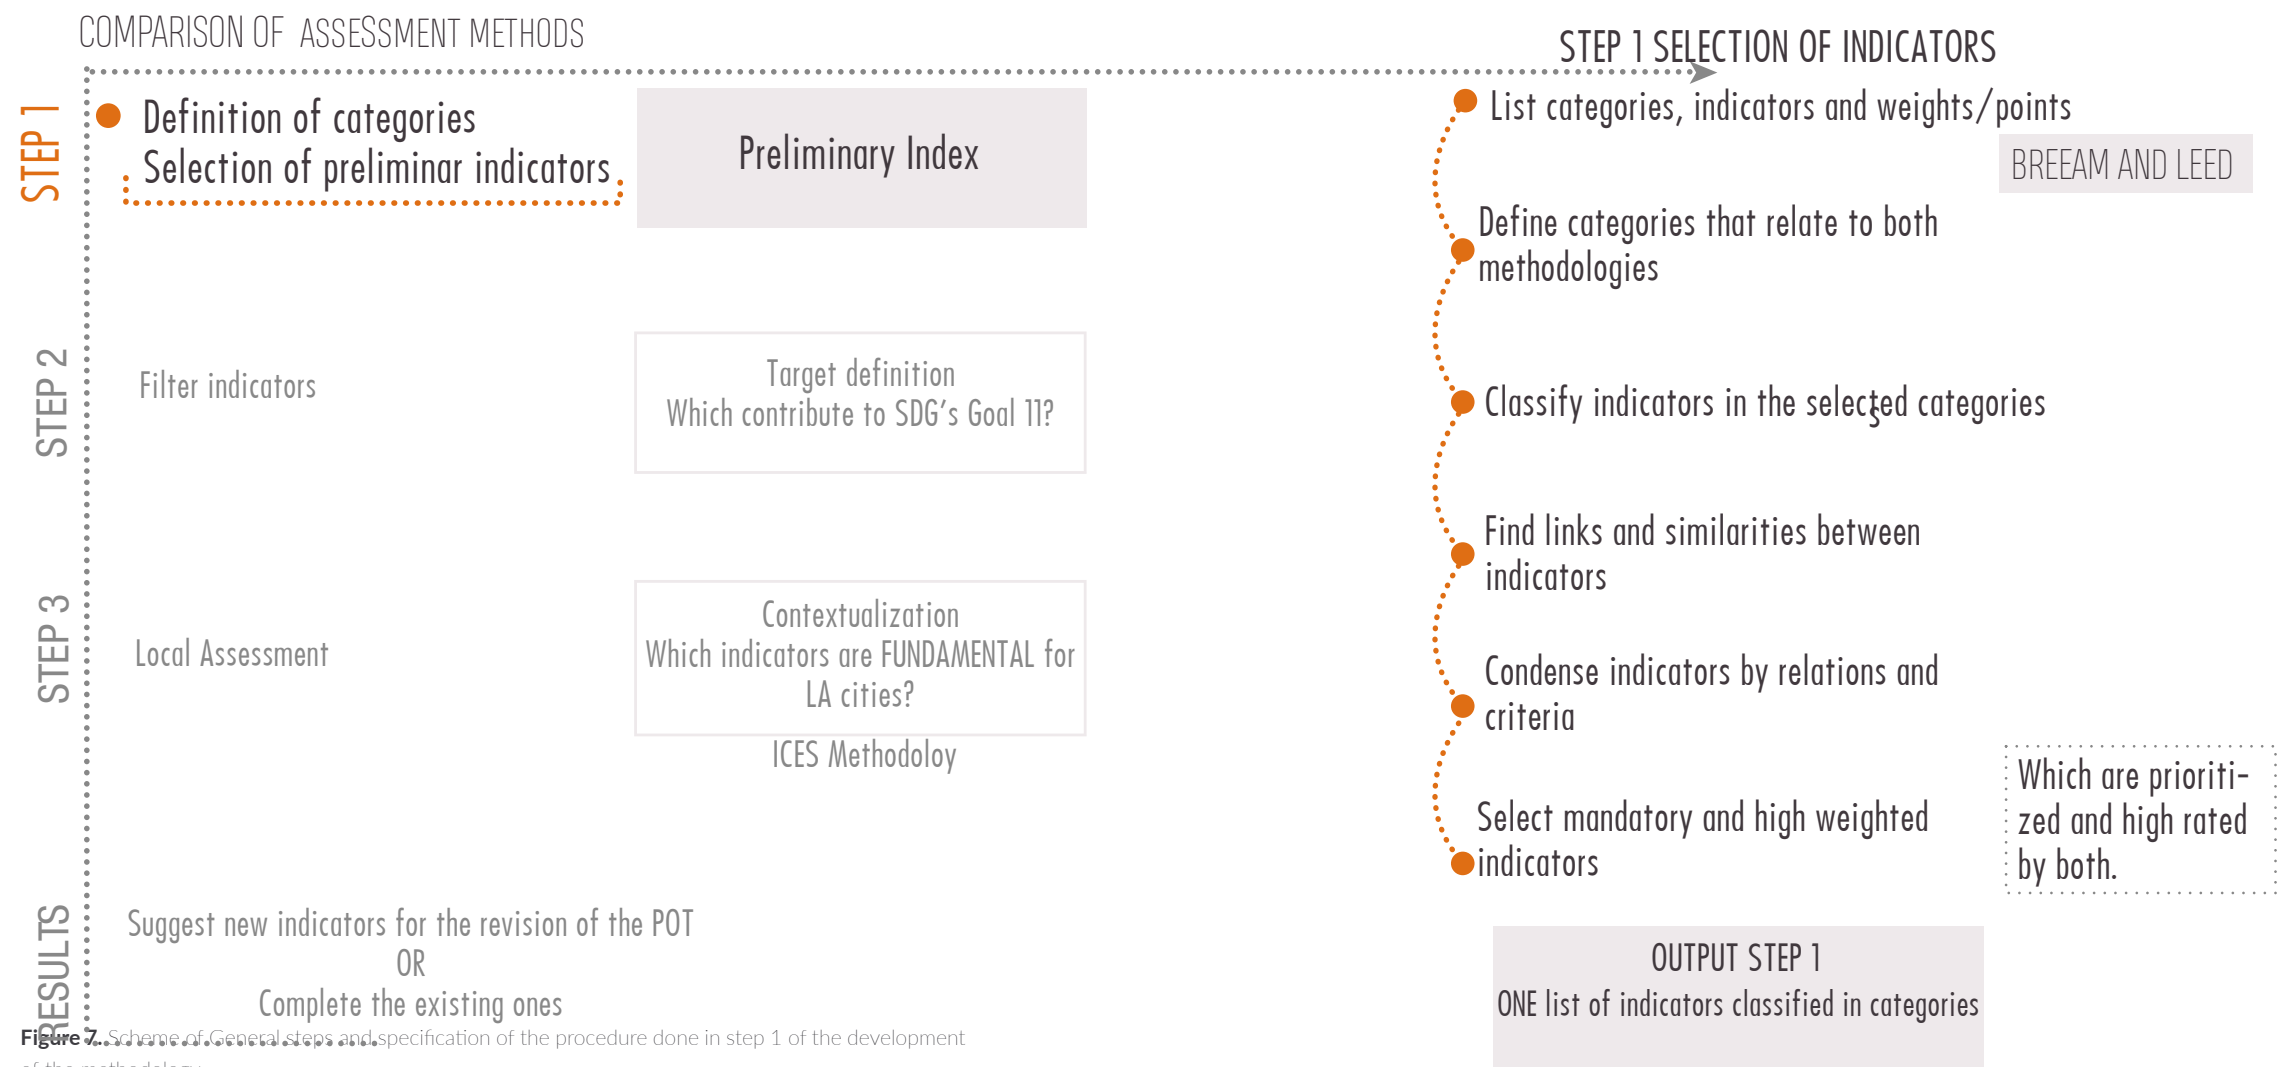 COMPARISON OF ASSESSMENT METHODS
STEP 1
Definition of categories
Selection of preliminar indicators
Preliminary Index
STEP 2
Filter indicators
Target definition
Which contribute to SDG's Goal 11?
STEP 3
Local Assessment
Contextualization
Which indicators are FUNDAMENTAL for
LA cities?
ICES Methodoloy
RESULTS
Suggest new indicators for the revision of the POT
OR
Complete the existing ones
STEP 1 SELECTION OF INDICATORS
List categories, indicators and weights/points
BREEAM AND LEED
Define categories that relate to both
methodologies
Classify indicators in the selected categories
s
Find links and similarities between
indicators
Condense indicators by relations and
criteria
Select mandatory and high weighted
indicators
Which are prioriti-
zed and high rated
by both.
OUTPUT STEP 1
ONE list of indicators classified in categories
Figure 7. Scheme of General steps and specification of the procedure done in step 1 of the development
of the methodology